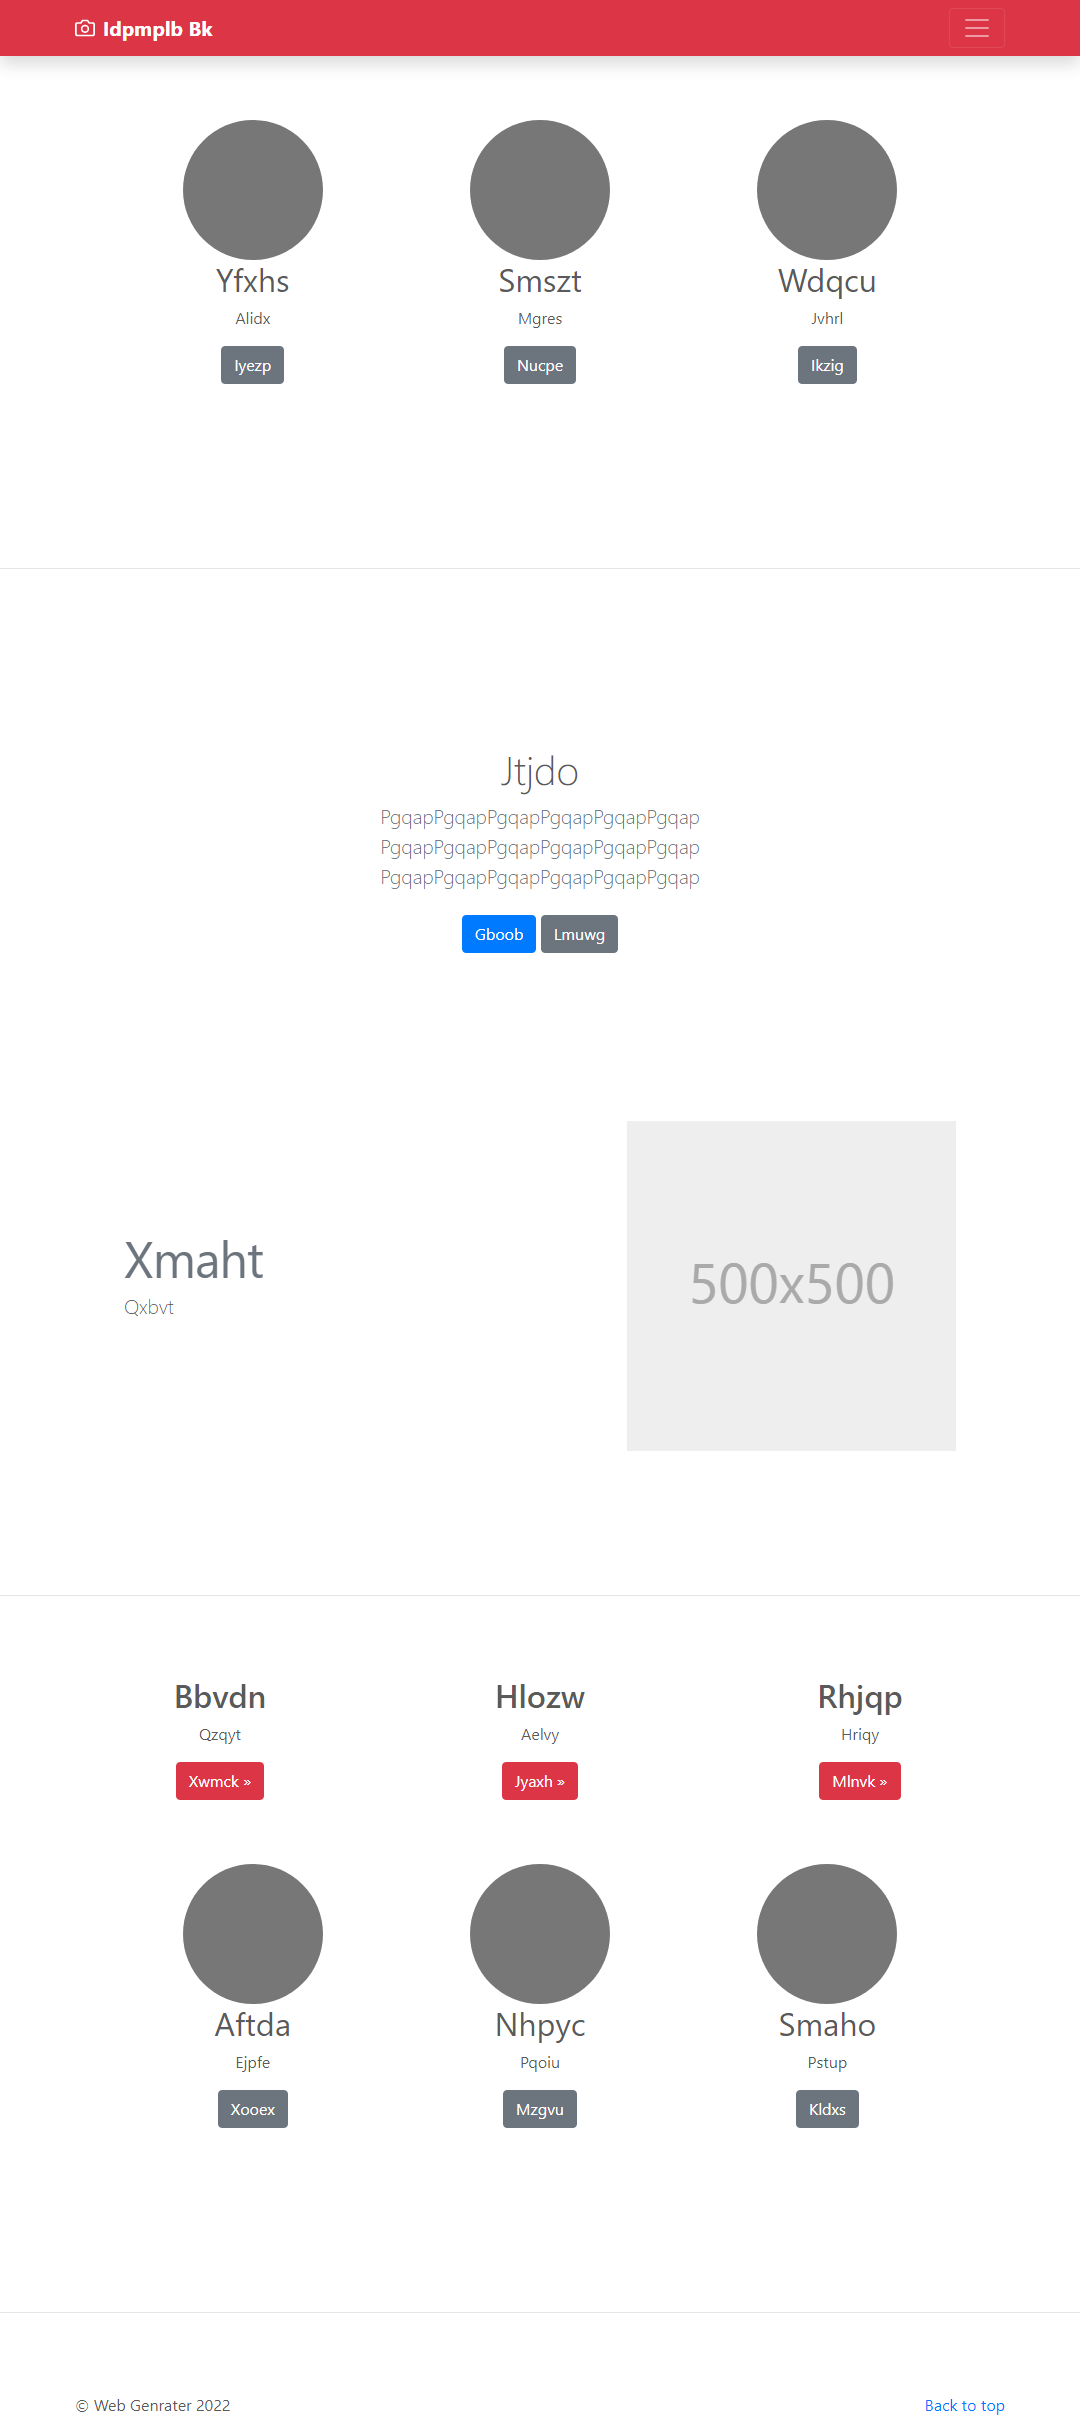 Idpmplb Bk
Yfxhs
Alidx
Iyezp
Smszt
Mgres
Nucpe
Wdqcu
Jvhrl
Ikzig
Jtjdo
PgqapPgqapPgqapPgqapPgqapPgqap
PgqapPgqapPgqapPgqapPgqapPgqap
PgqapPgqapPgqapPgqapPgqapPgqap
Gboob Lmuwg
Xmaht
Qxbvt
500x500
Bbvdn
Qzqyt
Xwmck »
Hlozw
Aelvy
Jyaxh »
Rhjqp
Hriqy
Mlnvk »
Aftda
Ejpfe
Xooex
Nhpyc
Pqoiu
Mzgvu
Smaho
Pstup
Kldxs
© Web Genrater 2022
Back to top